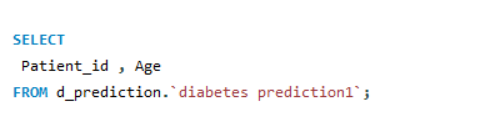 SELECT
Patient_id , Age
FROM d_prediction.`diabetes prediction1`;